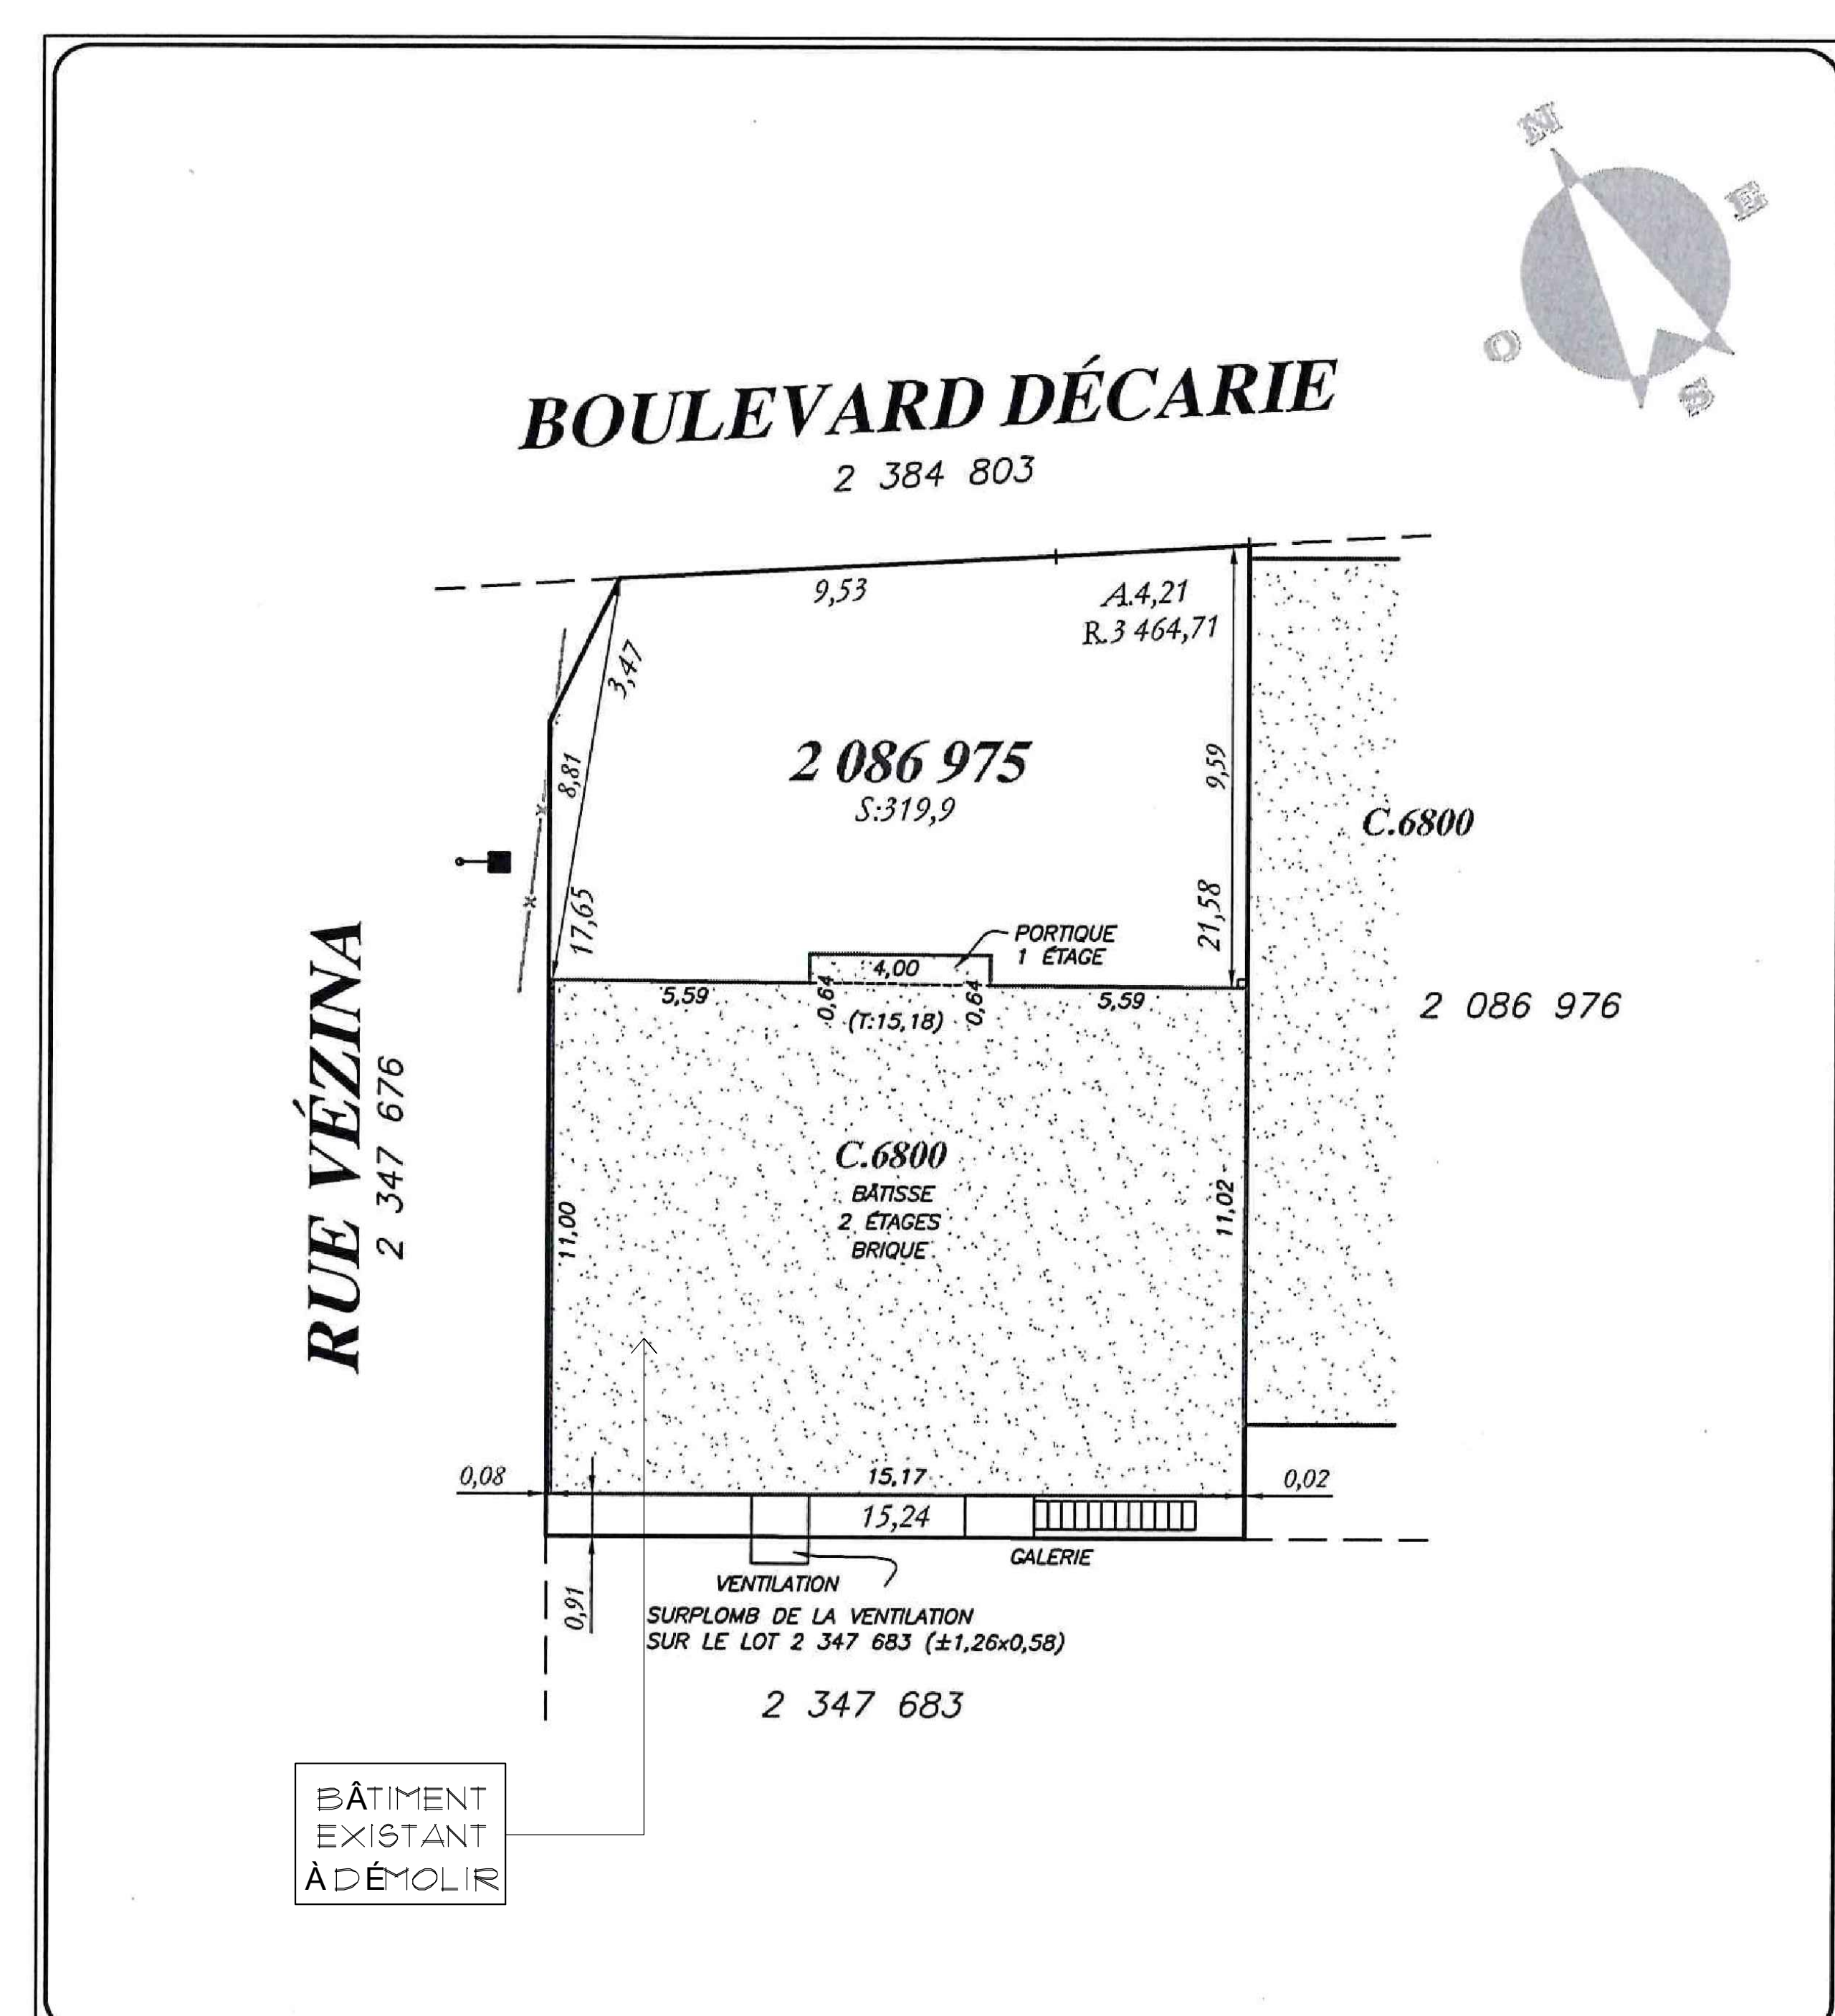 N
E
O
S
BOULEVARD DÉCARIE
2 384 803
9,53
A.4,21
R.3 464,71
3,47
8,81
9,59
2 086 975
S:319,9
C.6800
17,65
21,58
PORTIQUE
1 ÉTAGE
4,00
5,59
0,64
(T:15,18)
0,64
5,59
2 086 976
RUE VÉZINA
2 347 676
C.6800
BÂTISSE
2 ÉTAGES
BRIQUE
11,00
11,02
0,08
15,17
0,02
15,24
GALERIE
0,91
VENTILATION
SURPLOMB DE LA VENTILATION
SUR LE LOT 2 347 683 (±1,26x0,58)
2 347 683
BÂTIMENT
EXISTANT
À DÉMOLIR